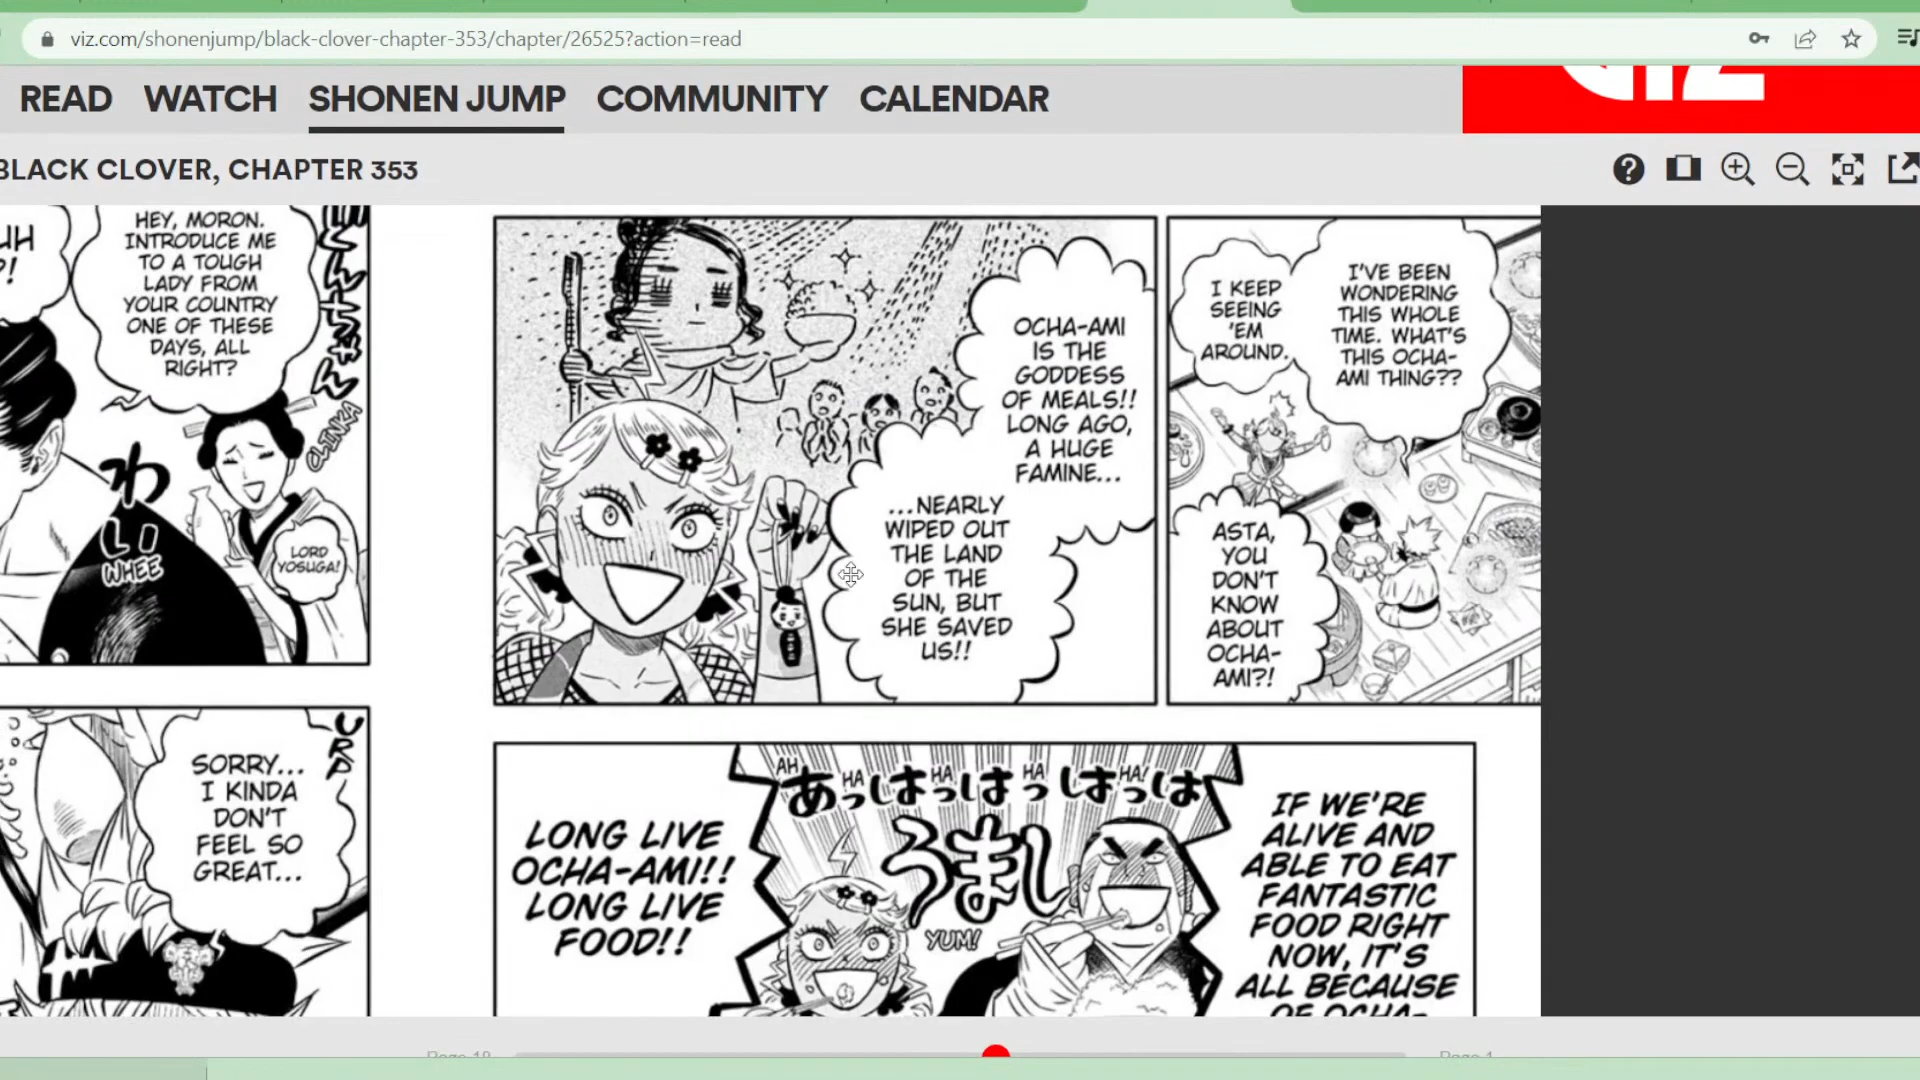 viz.com/shonenjump/black-clover-chapter-353/chapter/26525?action=read
READ WATCH SHONEN JUMP COMMUNITY CALENDAR
BLACK CLOVER, CHAPTER 353
I'VE BEEN
WONDERING
THIS WHOLE
TIME. WHAT'S
THIS OCHA-
AMI THING??
I KEEP
SEEING
'EM
AROUND.
ASTA,
YOU
DON'T
KNOW
ABOUT
OCHA-
AMI?!
OCHA-AMI
IS THE
GODDESS
OF MEALS!!
LONG AGO,
A HUGE
FAMINE...
...NEARLY
WIPED OUT
THE LAND
OF THE
SUN, BUT
SHE SAVED
US!!
IF WE'RE
ALIVE AND
ABLE TO EAT
FANTASTIC
FOOD RIGHT
NOW, IT'S
ALL BECAUSE
OF OCHA-
AH HA HA HA HA!
あっはっはっはっは
うまし
YUM!
LONG LIVE
OCHA-AMI!!
LONG LIVE
FOOD!!
HEY, MORON.
INTRODUCE ME
TO A TOUGH
LADY FROM
YOUR COUNTRY
ONE OF THESE
DAYS, ALL
RIGHT?
CLINKA
LORD
YOSUGA!
わい
WHEE
URP
SORRY...
I KINDA
DON'T
FEEL SO
GREAT...
Page 1